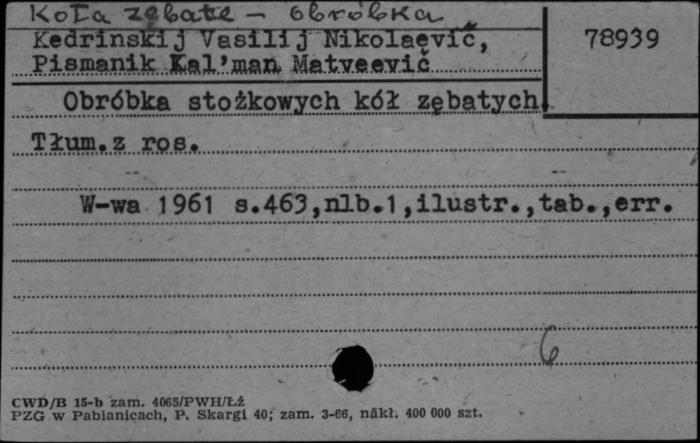 Koła zębate – obróbka
Kedrinskij Vasilij Nikolaevič,
78939
Pismanik Kal'man Matveevič
Obróbka stożkowych kół zębatych.
Tłum.z ros.
W-wa 1961 s.463,nlb.1,ilustr.,tab.,err.
6
CWD/B 15-b zam. 4065/PWH/Łź
PZG w Pabianicach, P. Skargi 40; zam. 3-66, nakł. 400 000 szt.